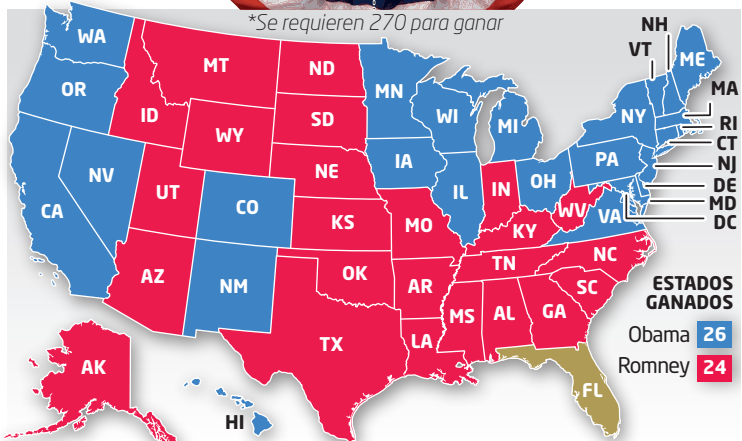 *Se requieren 270 para ganar
WA
OR
CA
NV
ID
MT
WY
UT
AZ
CO
NM
ND
SD
NE
KS
OK
TX
MN
IA
MO
AR
LA
WI
IL
MI
IN
OH
KY
TN
MS
AL
GA
FL
SC
NC
WV
VA
PA
NY
VT
NH
ME
MA
RI
CT
NJ
DE
MD
DC
AK
HI
ESTADOS
GANADOS
Obama 26
Romney 24